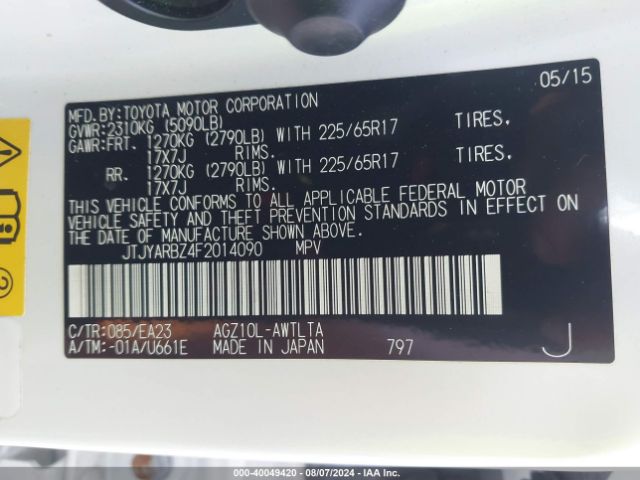 05/15
MFD.BY:TOYOTA MOTOR CORPORATION
GVWR:2310KG (5090LB)
GAWR:FRT. 1270KG (2790LB) WITH 225/65R17 TIRES,
17X7J RIMS.
RR. 1270KG (2790LB) WITH 225/65R17 TIRES,
17X7J RIMS.
THIS VEHICLE CONFORMS TO ALL APPLICABLE FEDERAL MOTOR
VEHICLE SAFETY AND THEFT PREVENTION STANDARDS IN EFFECT ON
THE DATE OF MANUFACTURE SHOWN ABOVE.
JTJYARBZ4F2014090 MPV
C/TR:085/EA23 AGZ10L-AWTLTA
A/TM:-01A/U661E MADE IN JAPAN 797 J
2
000-40049420 - 08/07/2024 - IAA, Inc.